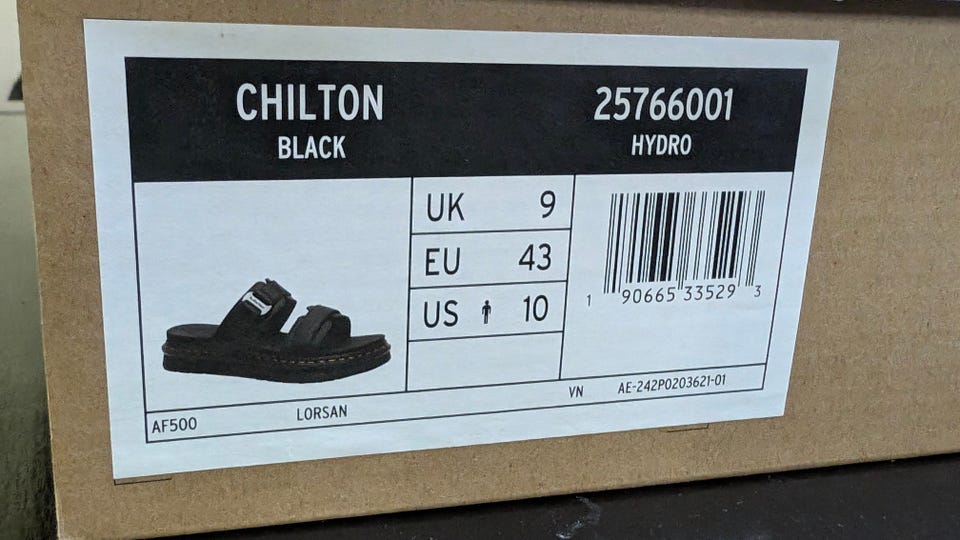 CHILTON
BLACK
25766001
HYDRO
UK 9
EU 43
US 10
1 90665 33529 3
AF500
LORSAN
VN
AE-242P0203621-01